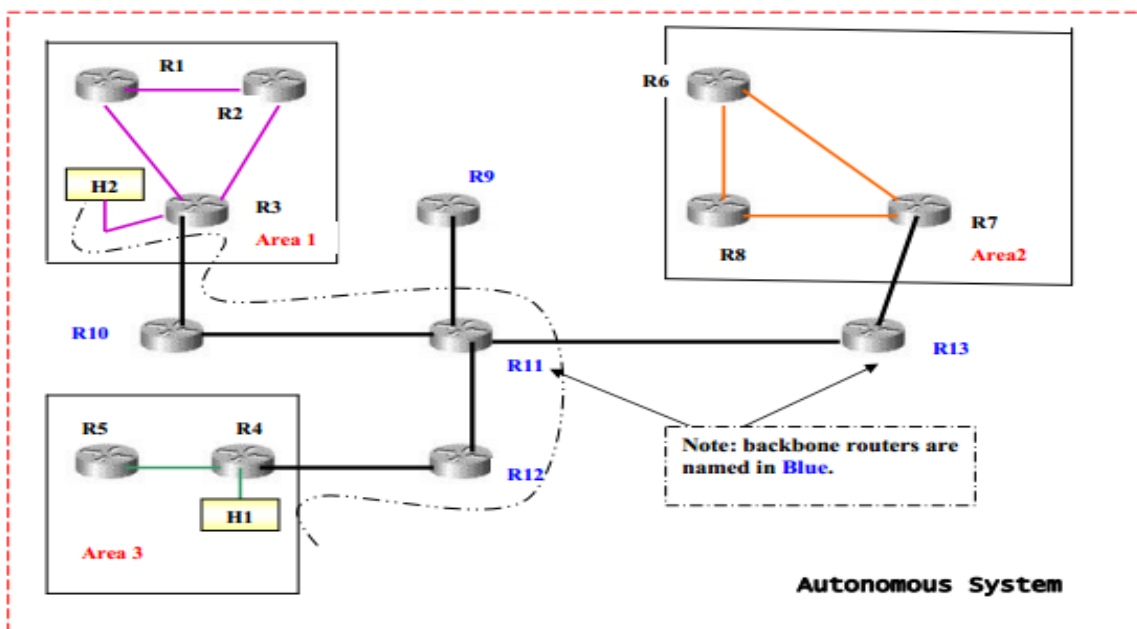 R1
R2
R6
H2
R3
R9
Area 1
R8
R7
Area2
R10
R11
R13
R5
R4
Note: backbone routers are
named in Blue.
R12
H1
Area 3
Autonomous System